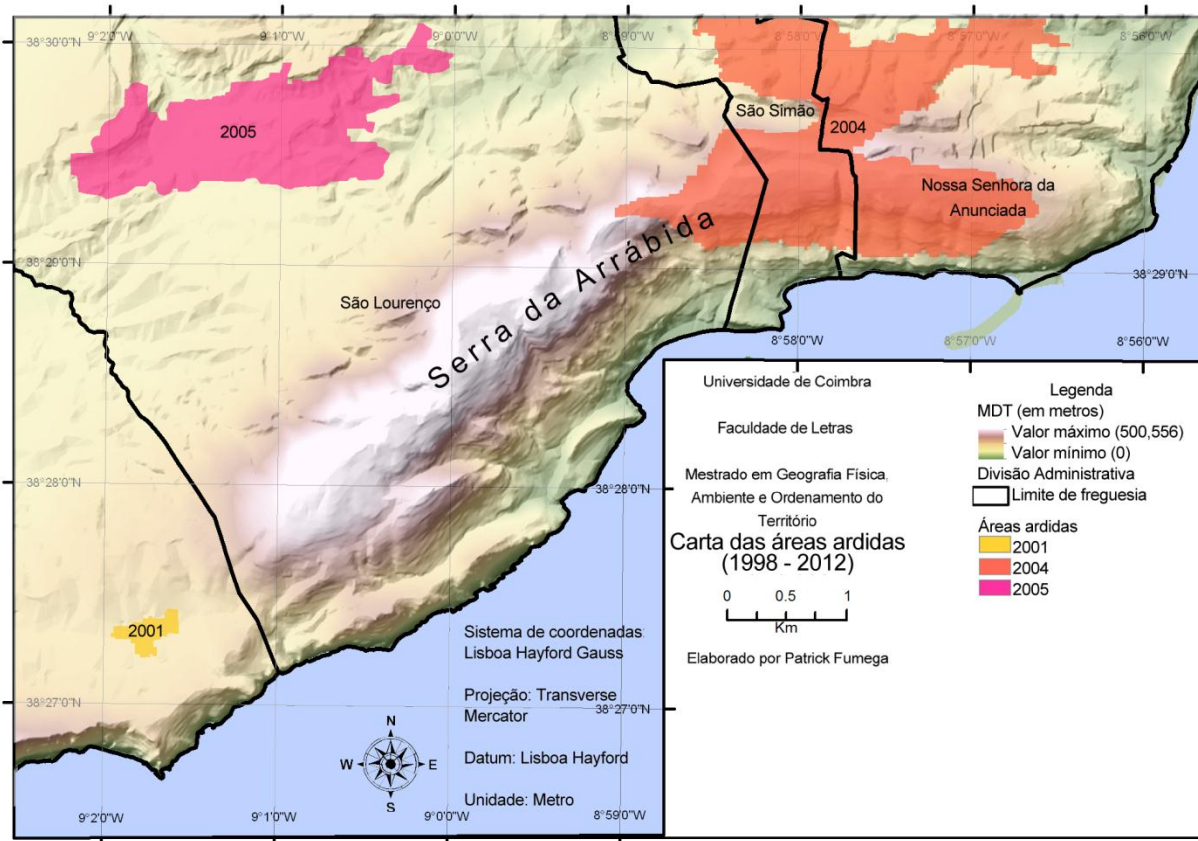 9°2'0"W
9°1'0"W
9°0'0"W
8°59'0"W
8°58'0"W
8°57'0"W
8°56'0"W
38°30'0"N
38°30'0"N
São Simão
2005
2004
Nossa Senhora da
Anunciada
Serra da Arrábida
38°29'0"N
38°29'0"N
São Lourenço
8°58'0"W
8°57'0"W
8°56'0"W
Universidade de Coimbra
Faculdade de Letras
Mestrado em Geografia Física,
Ambiente e Ordenamento do
Território
Carta das áreas ardidas
(1998 - 2012)
0 0.5 1
Km
Elaborado por Patrick Fumega
Legenda
MDT (em metros)
Valor máximo (500,556)
Valor mínimo (0)
Divisão Administrativa
Limite de freguesia
Áreas ardidas
2001
2004
2005
38°28'0"N
38°28'0"N
2001
Sistema de coordenadas:
Lisboa Hayford Gauss
Projeção: Transverse
Mercator
Datum: Lisboa Hayford
Unidade: Metro
38°27'0"N
38°27'0"N
N
W
E
S
9°2'0"W
9°1'0"W
9°0'0"W
8°59'0"W